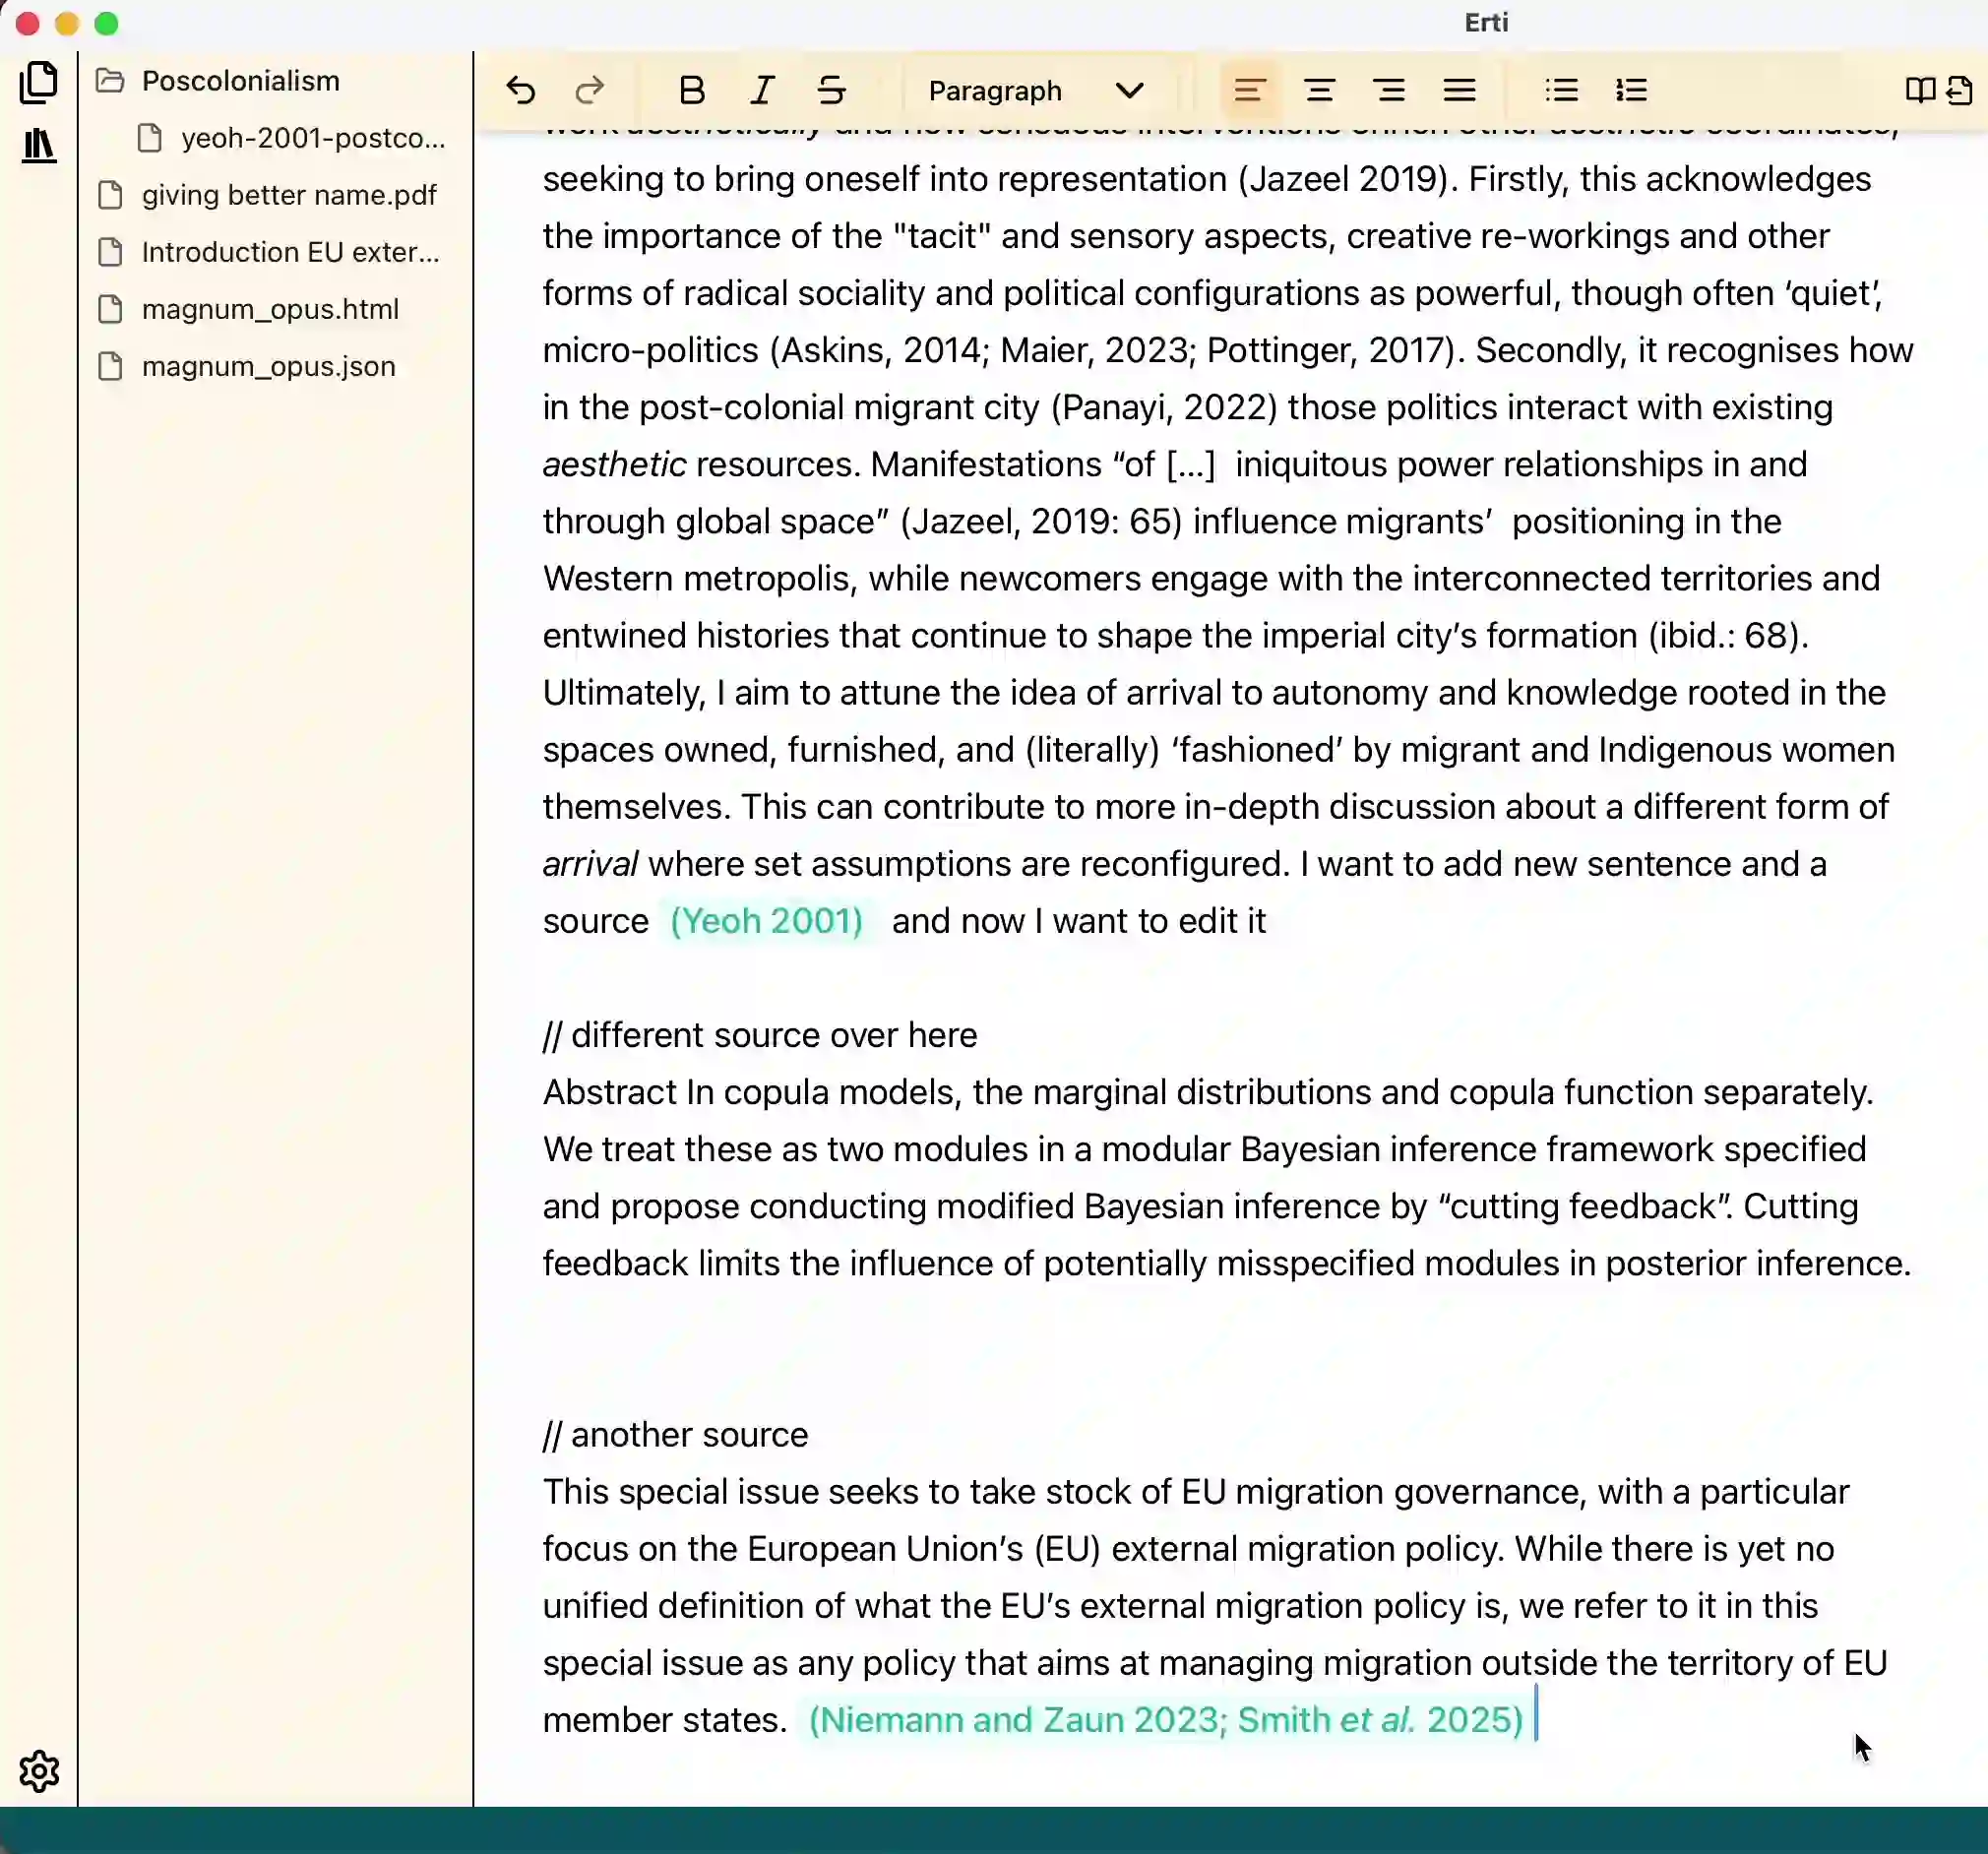 Erti
Poscolonialism
yeoh-2001-postco...
giving better name.pdf
Introduction EU exter...
magnum_opus.html
magnum_opus.json
B I S Paragraph
work aesthetically and how sensuous interventions enrich other aesthetic coordinates,
seeking to bring oneself into representation (Jazeel 2019). Firstly, this acknowledges
the importance of the "tacit" and sensory aspects, creative re-workings and other
forms of radical sociality and political configurations as powerful, though often ‘quiet’,
micro-politics (Askins, 2014; Maier, 2023; Pottinger, 2017). Secondly, it recognises how
in the post-colonial migrant city (Panayi, 2022) those politics interact with existing
aesthetic resources. Manifestations “of [...]  iniquitous power relationships in and
through global space” (Jazeel, 2019: 65) influence migrants’  positioning in the
Western metropolis, while newcomers engage with the interconnected territories and
entwined histories that continue to shape the imperial city’s formation (ibid.: 68).
Ultimately, I aim to attune the idea of arrival to autonomy and knowledge rooted in the
spaces owned, furnished, and (literally) ‘fashioned’ by migrant and Indigenous women
themselves. This can contribute to more in-depth discussion about a different form of
arrival where set assumptions are reconfigured. I want to add new sentence and a
source (Yeoh 2001) and now I want to edit it
// different source over here
Abstract In copula models, the marginal distributions and copula function separately.
We treat these as two modules in a modular Bayesian inference framework specified
and propose conducting modified Bayesian inference by “cutting feedback”. Cutting
feedback limits the influence of potentially misspecified modules in posterior inference.
// another source
This special issue seeks to take stock of EU migration governance, with a particular
focus on the European Union’s (EU) external migration policy. While there is yet no
unified definition of what the EU’s external migration policy is, we refer to it in this
special issue as any policy that aims at managing migration outside the territory of EU
member states. (Niemann and Zaun 2023; Smith et al. 2025)